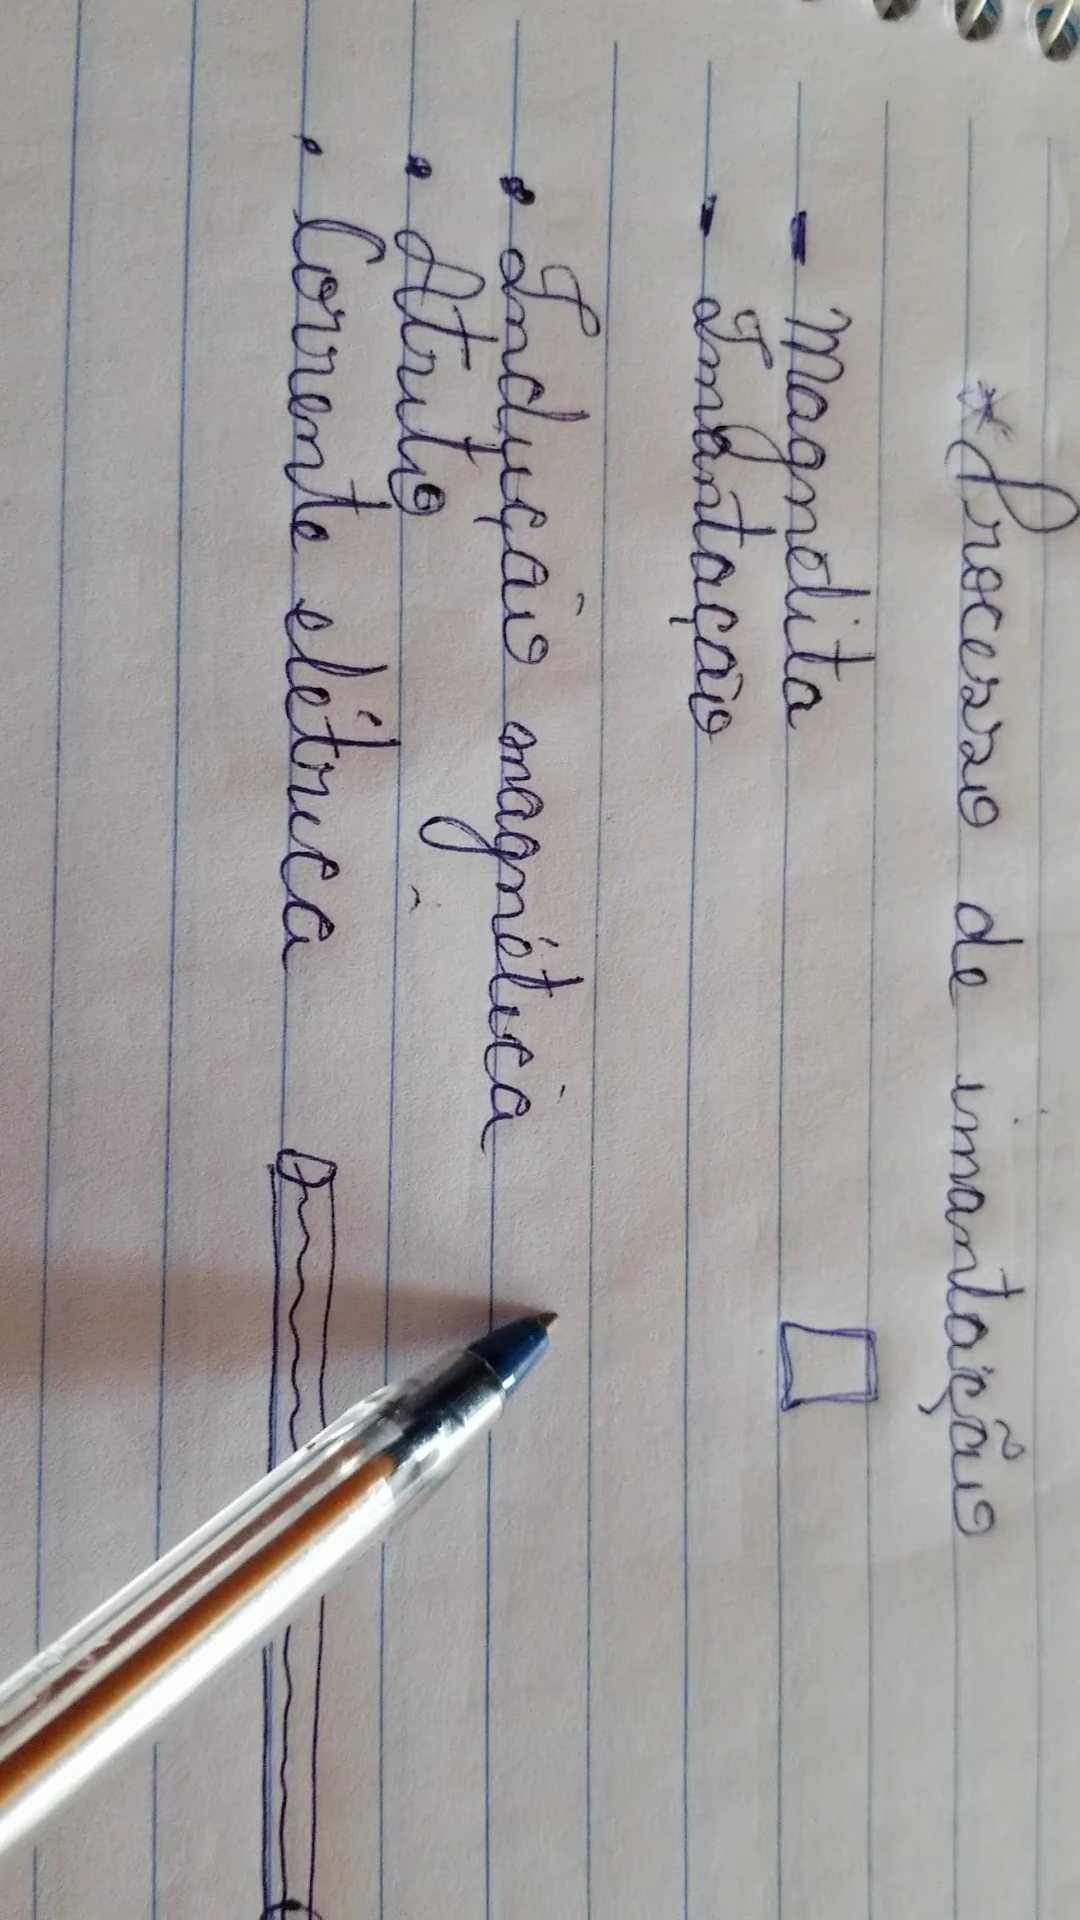 * Processo de imantação
- Magnetita
- Imantação
• Indução magnética
• Atrito
• Corrente elétrica